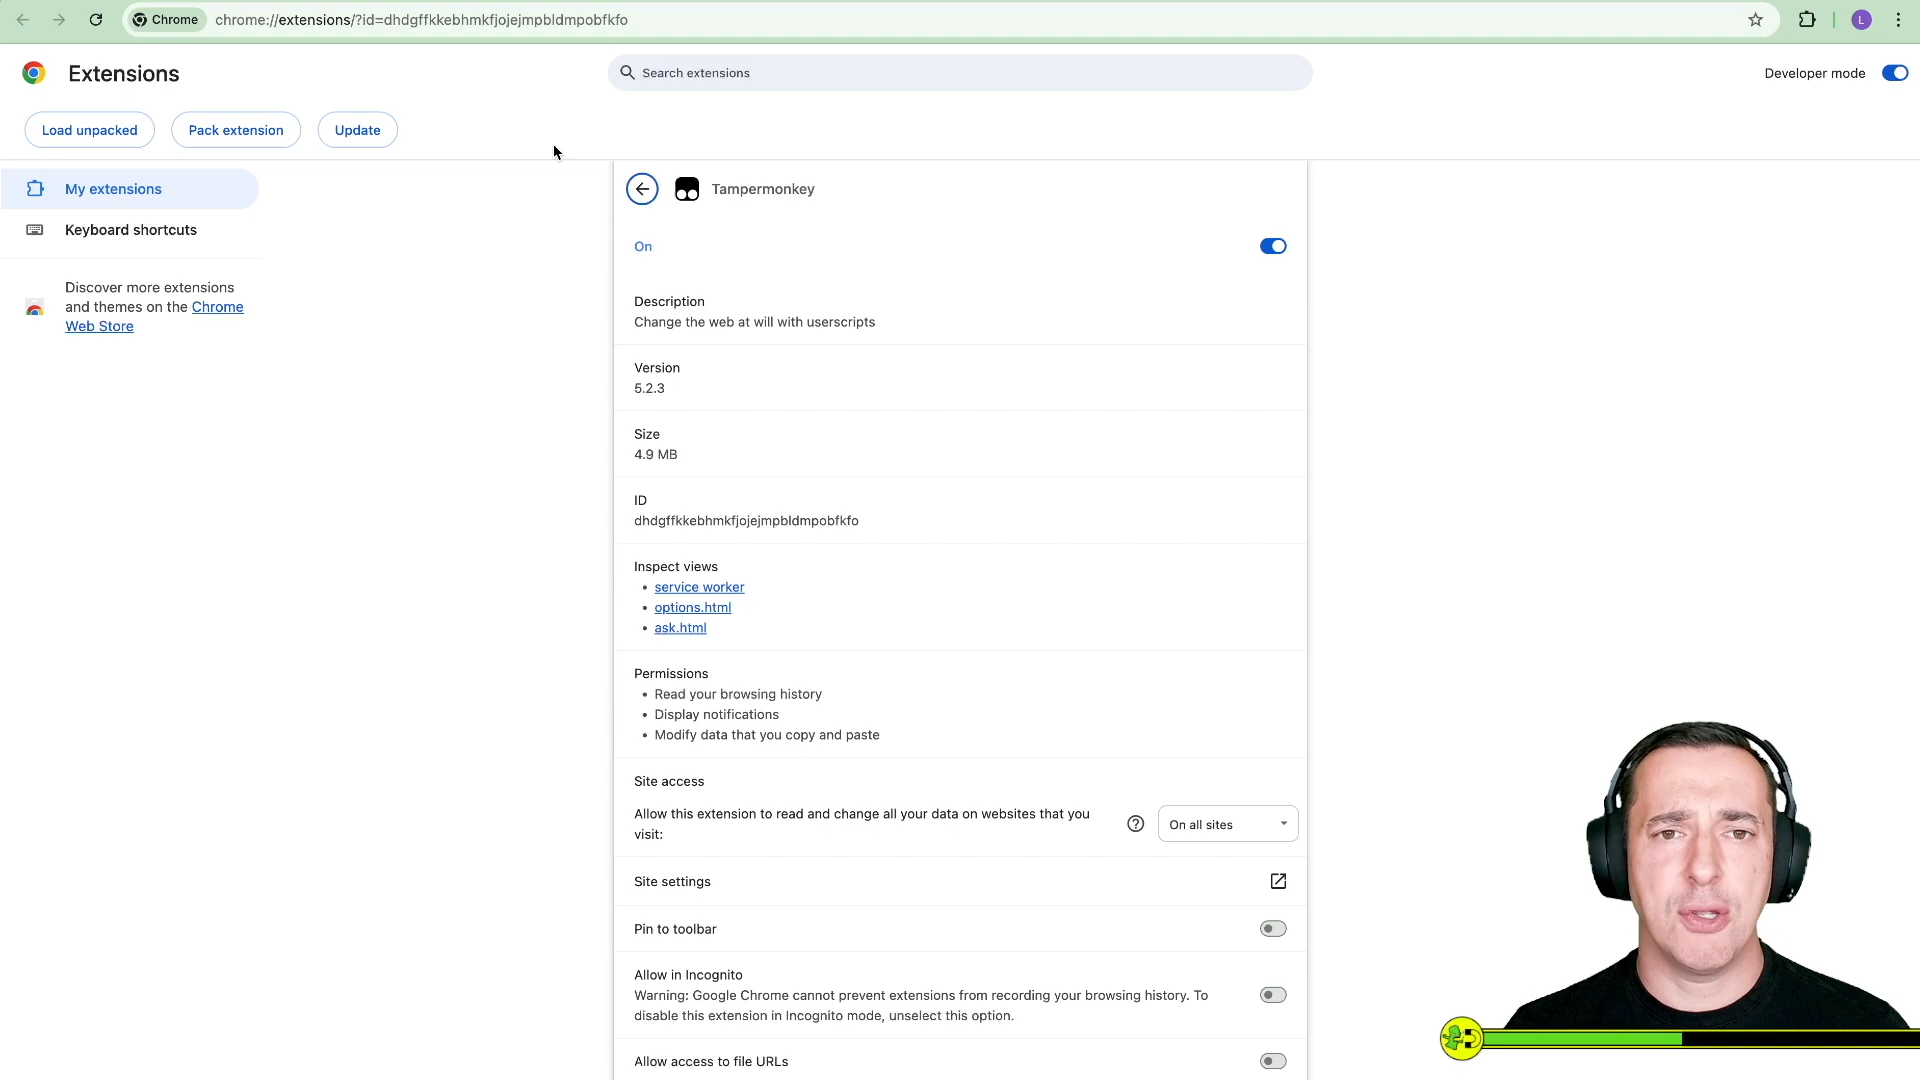 Chrome
chrome://extensions/?id=dhdgffkkebhmkfjojejmpbldmpobfkfo
L
Extensions
Search extensions
Developer mode
Load unpacked
Pack extension
Update
My extensions
Keyboard shortcuts
Discover more extensions
and themes on the Chrome
Web Store
Tampermonkey
On
Description
Change the web at will with userscripts
Version
5.2.3
Size
4.9 MB
ID
dhdgffkkebhmkfjojejmpbldmpobfkfo
Inspect views
• service worker
• options.html
• ask.html
Permissions
• Read your browsing history
• Display notifications
• Modify data that you copy and paste
Site access
Allow this extension to read and change all your data on websites that you
visit:
On all sites
Site settings
Pin to toolbar
Allow in Incognito
Warning: Google Chrome cannot prevent extensions from recording your browsing history. To
disable this extension in Incognito mode, unselect this option.
Allow access to file URLs